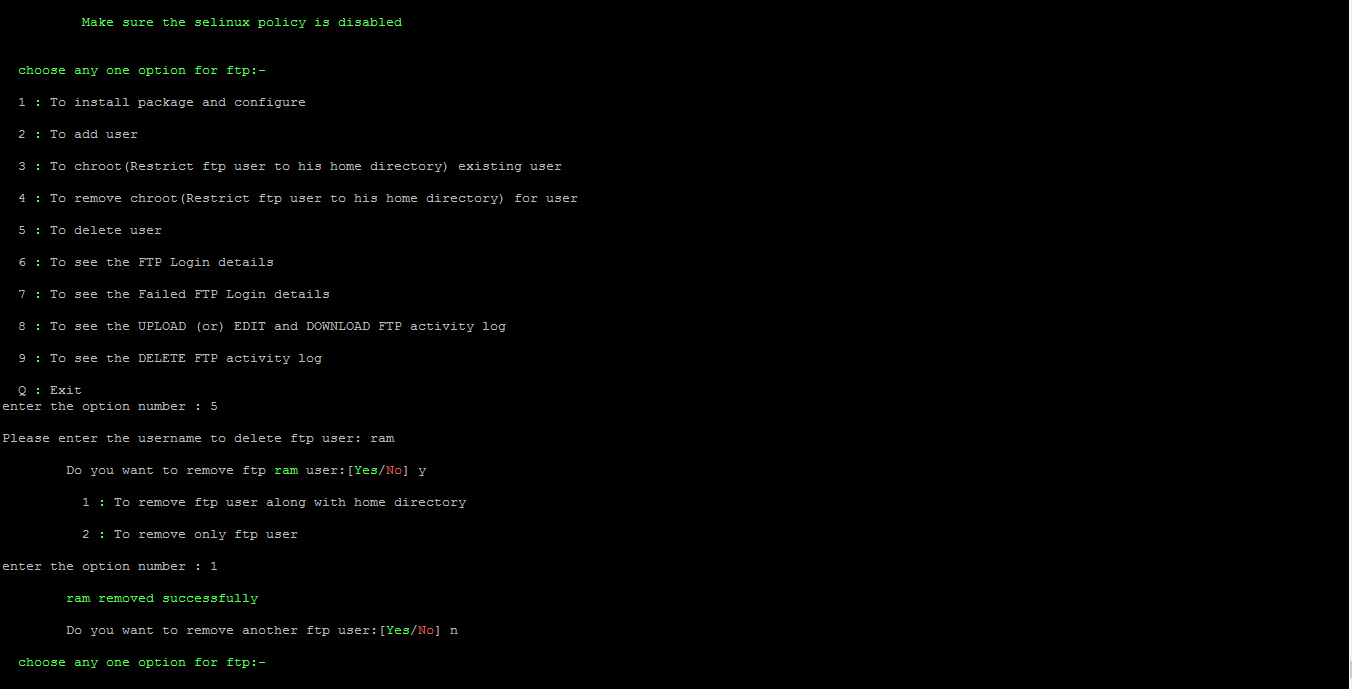 Make sure the selinux policy is disabled
choose any one option for ftp:-
1 : To install package and configure
2 : To add user
3 : To chroot(Restrict ftp user to his home directory) existing user
4 : To remove chroot(Restrict ftp user to his home directory) for user
5 : To delete user
6 : To see the FTP Login details
7 : To see the Failed FTP Login details
8 : To see the UPLOAD (or) EDIT and DOWNLOAD FTP activity log
9 : To see the DELETE FTP activity log
Q : Exit
enter the option number : 5
Please enter the username to delete ftp user: ram
Do you want to remove ftp ram user:[Yes/No] y
1 : To remove ftp user along with home directory
2 : To remove only ftp user
enter the option number : 1
ram removed successfully
Do you want to remove another ftp user:[Yes/No] n
choose any one option for ftp:-